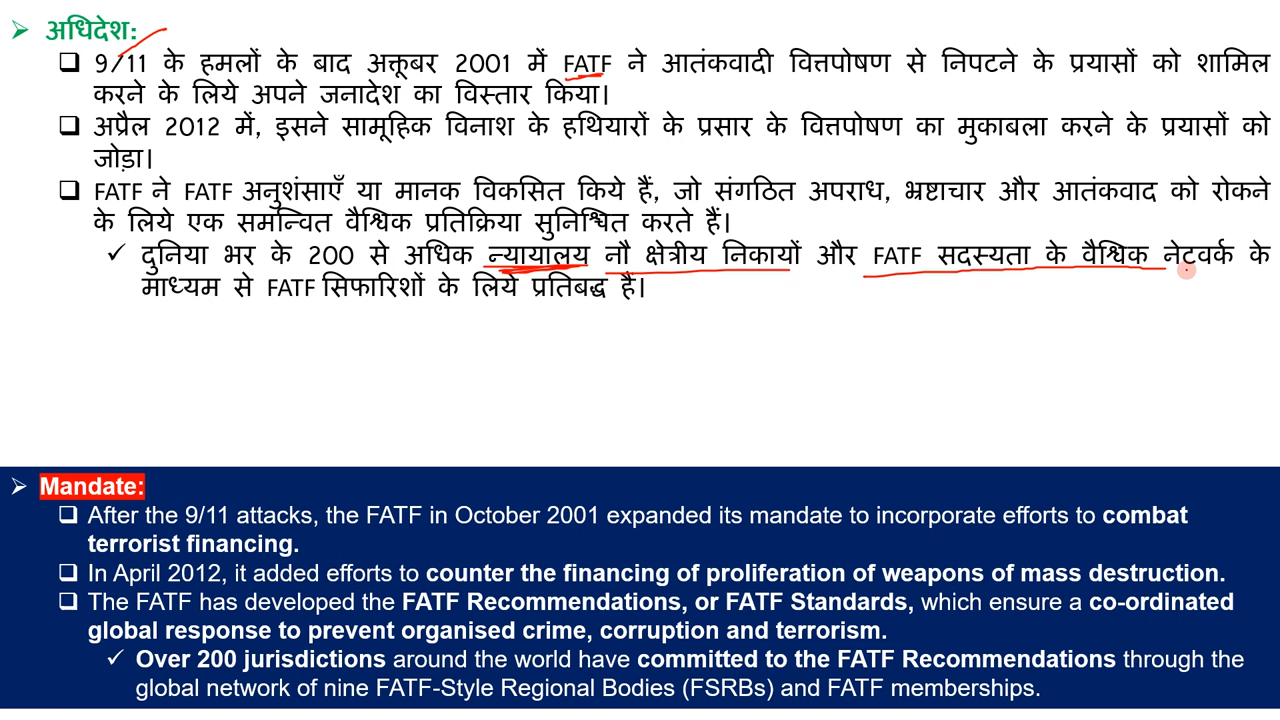 ➢ अधिदेश:
❑ 9/11 के हमलों के बाद अक्तूबर 2001 में FATF ने आतंकवादी वित्तपोषण से निपटने के प्रयासों को शामिल
करने के लिये अपने जनादेश का विस्तार किया।
❑ अप्रैल 2012 में, इसने सामूहिक विनाश के हथियारों के प्रसार के वित्तपोषण का मुकाबला करने के प्रयासों को
जोड़ा।
❑ FATF ने FATF अनुशंसाएँ या मानक विकसित किये हैं, जो संगठित अपराध, भ्रष्टाचार और आतंकवाद को रोकने
के लिये एक समन्वित वैश्विक प्रतिक्रिया सुनिश्चित करते हैं।
✓ दुनिया भर के 200 से अधिक न्यायालय नौ क्षेत्रीय निकायों और FATF सदस्यता के वैश्विक नेटवर्क के
माध्यम से FATF सिफारिशों के लिये प्रतिबद्ध हैं।
➢ Mandate:
❑ After the 9/11 attacks, the FATF in October 2001 expanded its mandate to incorporate efforts to combat
terrorist financing.
❑ In April 2012, it added efforts to counter the financing of proliferation of weapons of mass destruction.
❑ The FATF has developed the FATF Recommendations, or FATF Standards, which ensure a co-ordinated
global response to prevent organised crime, corruption and terrorism.
✓ Over 200 jurisdictions around the world have committed to the FATF Recommendations through the
global network of nine FATF-Style Regional Bodies (FSRBs) and FATF memberships.